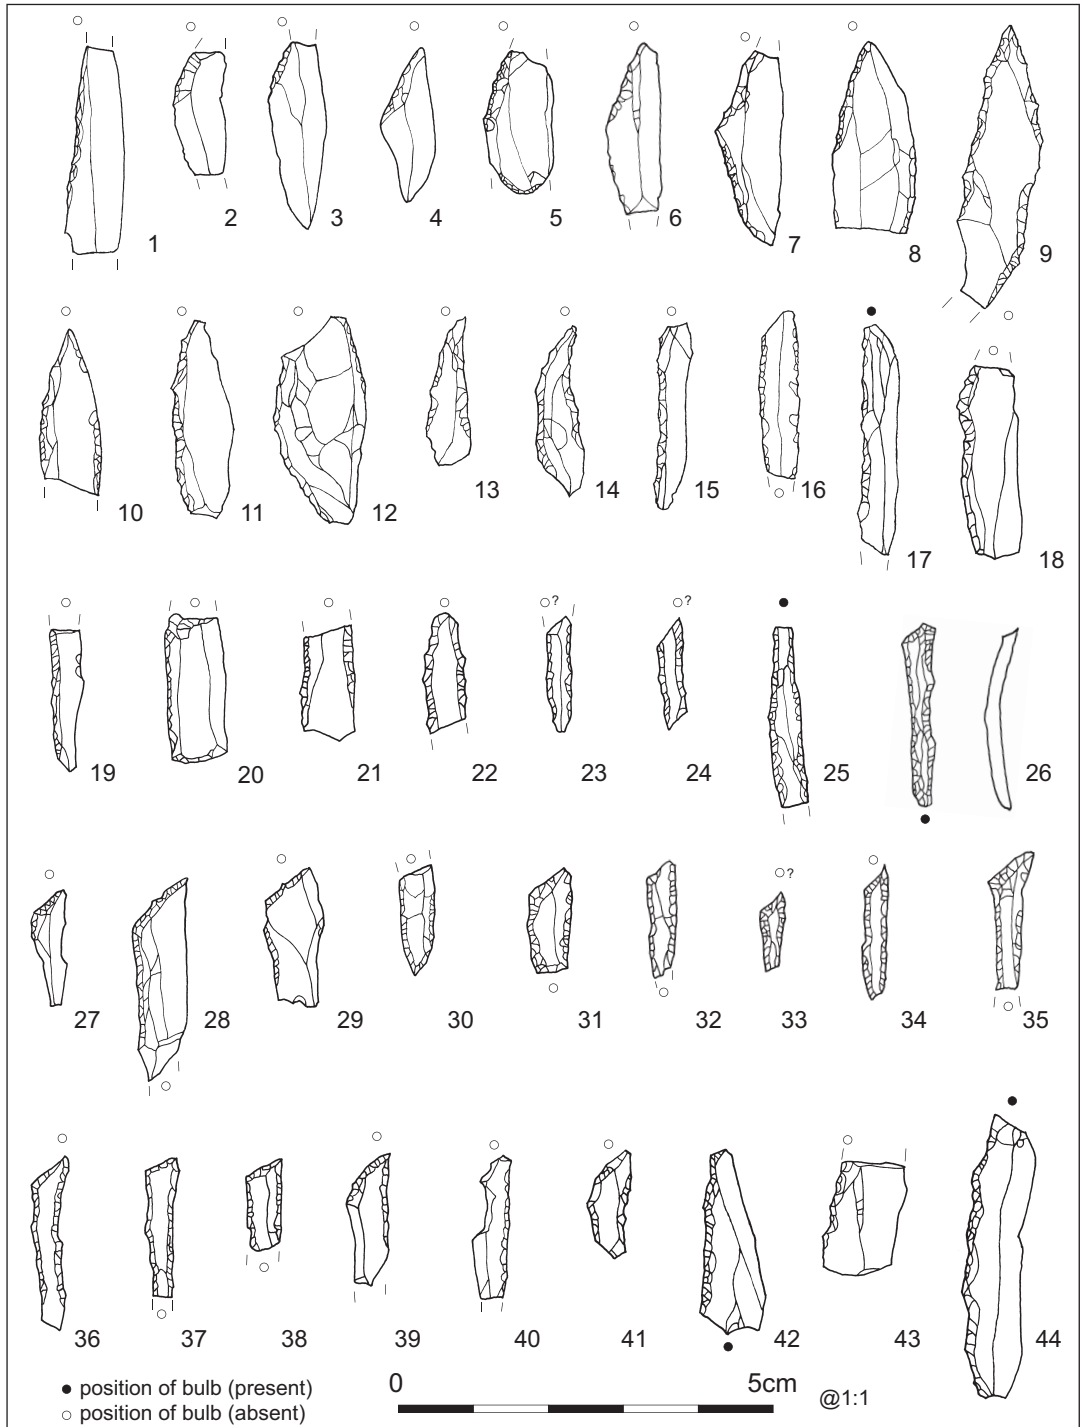 1 2 3 4 5 6 7 8 9
10 11 12 13 14 15 16 17 18
? ?
19 20 21 22 23 24 25 26
?
27 28 29 30 31 32 33 34 35
36 37 38 39 40 41 42 43 44
● position of bulb (present)
○ position of bulb (absent)
0 5cm
@1:1